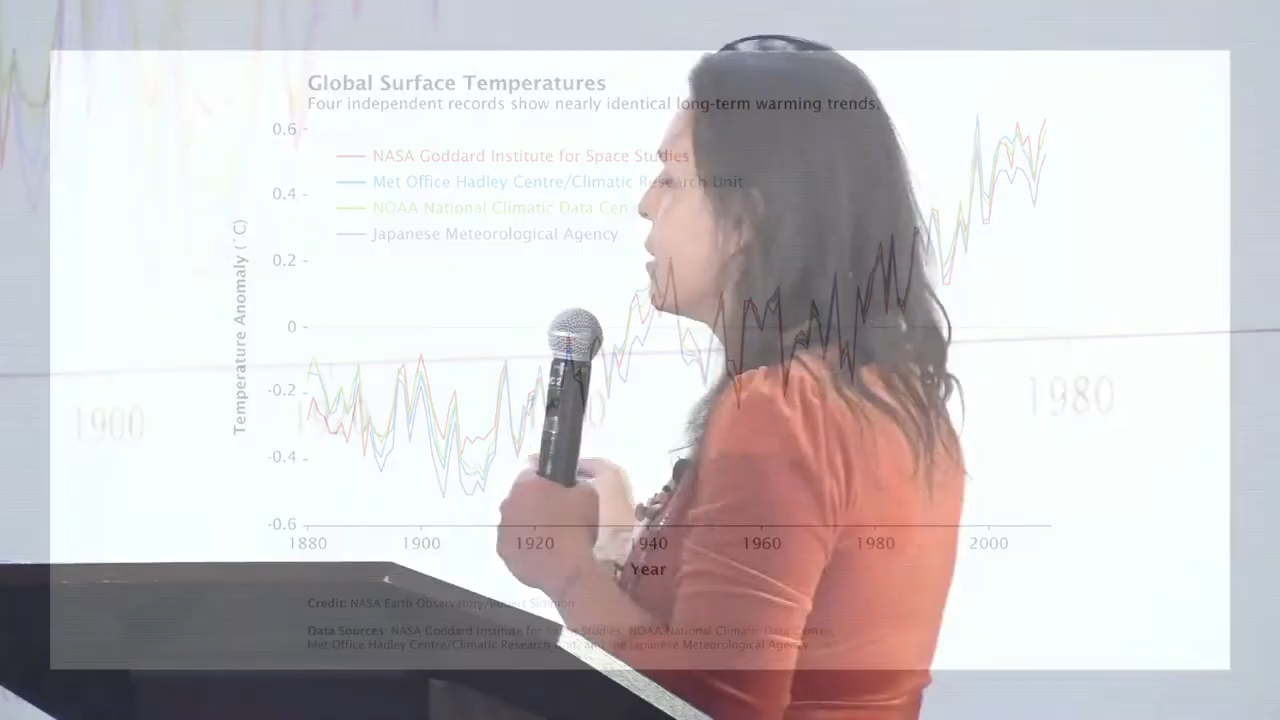 Global Surface Temperatures
Four independent records show nearly identical long-term warming trends.
0.6
NASA Goddard Institute for Space Studies
Met Office Hadley Centre/Climatic Research Unit
0.4
NOAA National Climatic Data Cen
Japanese Meteorological Agency
0.2
Temperature Anomaly (˚C)
0
-0.2
1900
1980
-0.4
-0.6
1880 1900 1920 1940 1960 1980 2000
Year
Credit: NASA Earth Observatory/Robert Simmon
Data Sources: NASA Goddard Institute for Space Studies, NOAA National Climatic Data Center,
Met Office Hadley Centre/Climatic Research Unit, and the Japanese Meteorological Agency